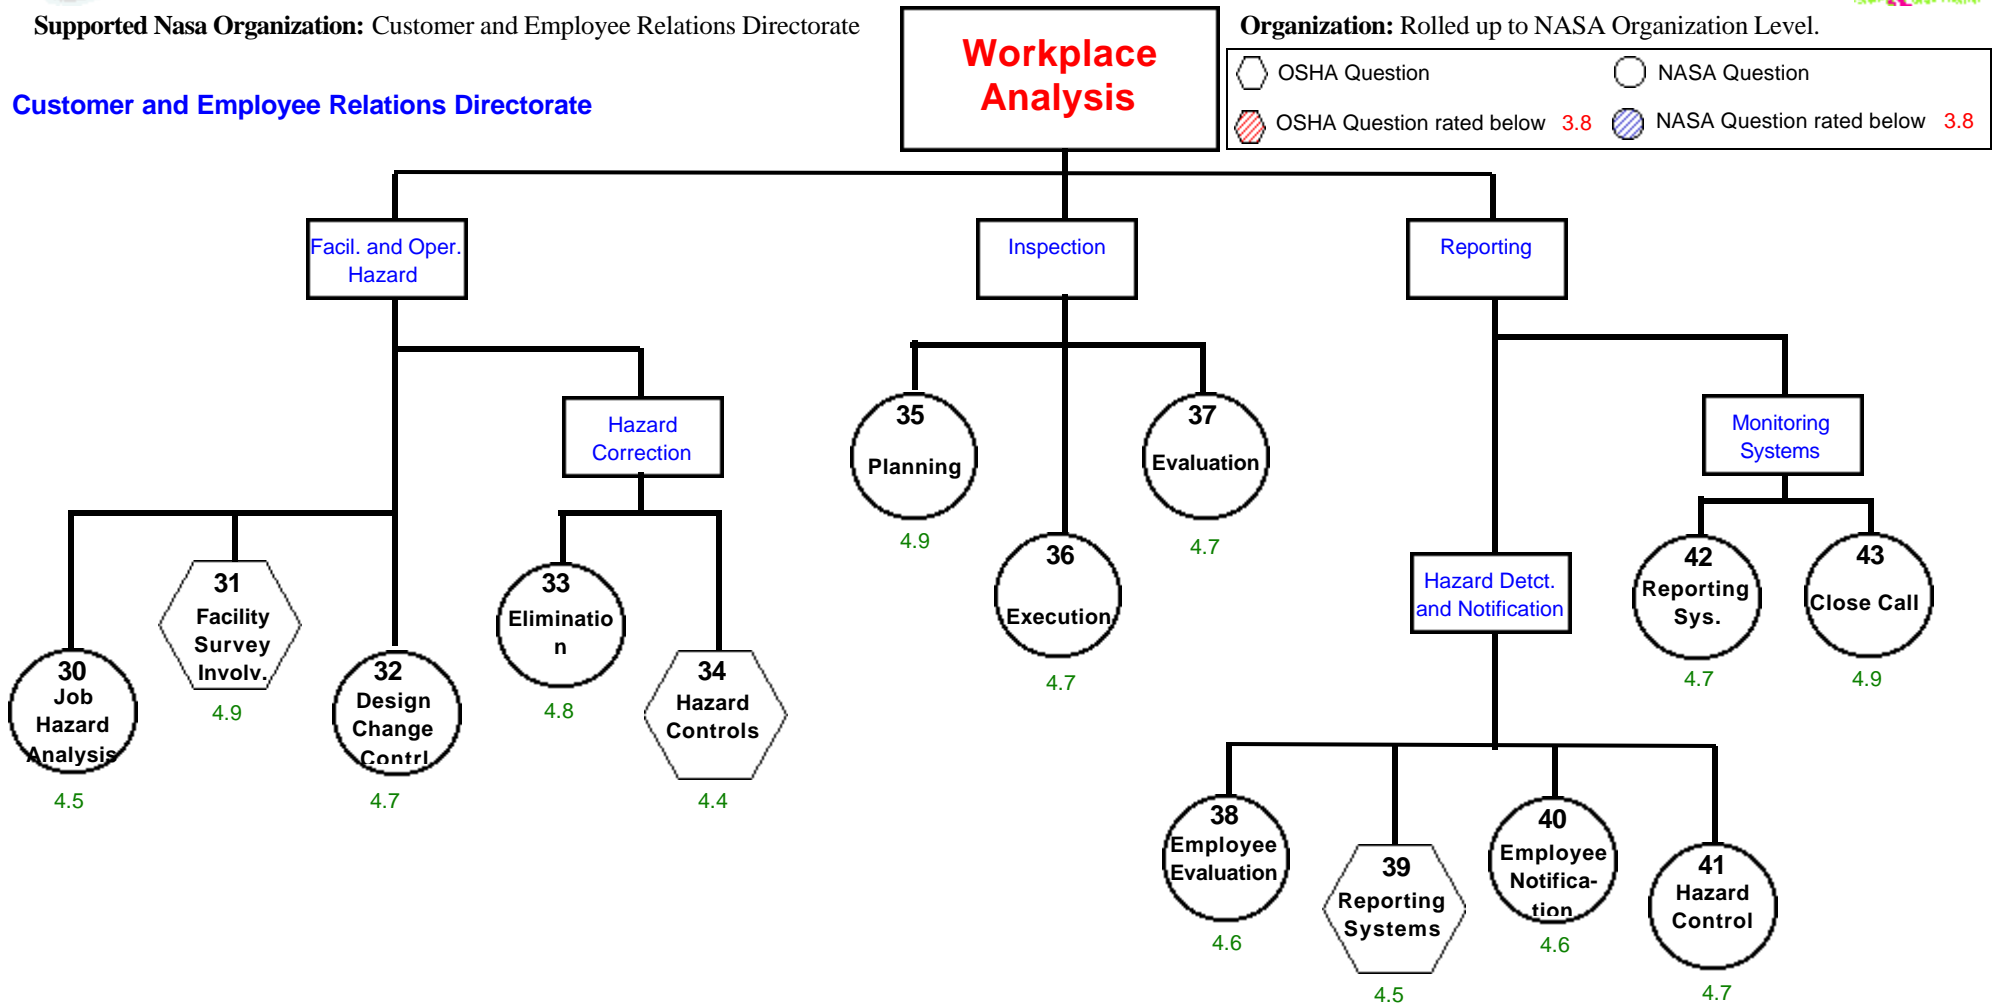 Supported Nasa Organization: Customer and Employee Relations Directorate
Organization: Rolled up to NASA Organization Level.
Workplace
Analysis
OSHA Question
NASA Question
OSHA Question rated below 3.8
NASA Question rated below 3.8
Customer and Employee Relations Directorate
Facil. and Oper.
Hazard
Inspection
Reporting
Hazard
Correction
Monitoring
Systems
Hazard Detct.
and Notification
30
Job
Hazard
Analysis
4.5
31
Facility
Survey
Involv.
4.9
32
Design
Change
Contrl
4.7
33
Eliminatio
n
4.8
34
Hazard
Controls
4.4
35
Planning
4.9
36
Execution
4.7
37
Evaluation
4.7
38
Employee
Evaluation
4.6
39
Reporting
Systems
4.5
40
Employee
Notifica-
tion
4.6
41
Hazard
Control
4.7
42
Reporting
Sys.
4.7
43
Close Call
4.9